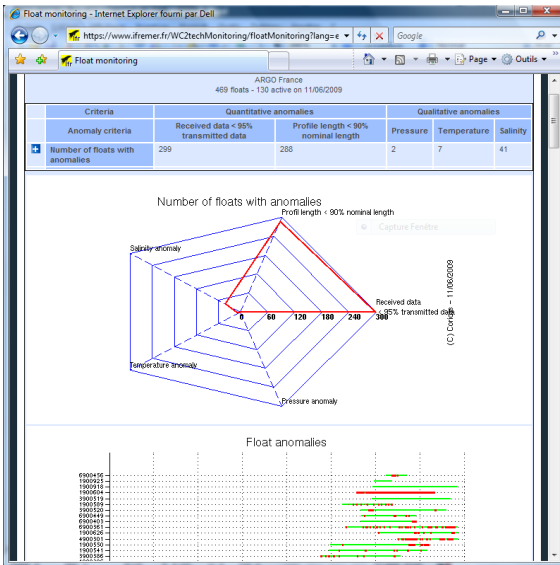 Float monitoring - Internet Explorer fourni par Dell
https://www.ifremer.fr/WC2techMonitoring/floatMonitoring?lang=e
Google
Float monitoring
Page
Outils
ARGO France
469 floats - 130 active on 11/06/2009
Criteria Quantitative anomalies Qualitative anomalies
Anomaly criteria Received data < 95% transmitted data Profile length < 90% nominal length Pressure Temperature Salinity
Number of floats with anomalies 299 288 2 7 41
Number of floats with anomalies
Profil length < 90% nominal length
Capture Fenêtre
Salinity anomaly
Received data
< 95% transmitted data
0 60 120 180 240 300
Temperature anomaly
Pressure anomaly
(C) Coriolis - 11/06/2009
Float anomalies
6900456
1900925
6900918
1900604
3900519
1900589
3900520
6900449
6900403
6900361
1900626
4900501
1900550
1900541
5900586